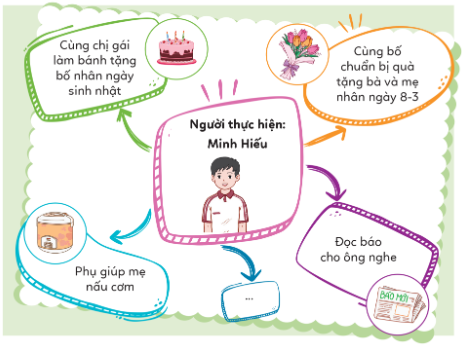 Cùng chị gái
làm bánh tặng
bố nhân ngày
sinh nhật
Cùng bố
chuẩn bị quà
tặng bà và mẹ
nhân ngày 8-3
Người thực hiện:
Minh Hiếu
Phụ giúp mẹ
nấu cơm
...
Đọc báo
cho ông nghe
BÁO MỚI